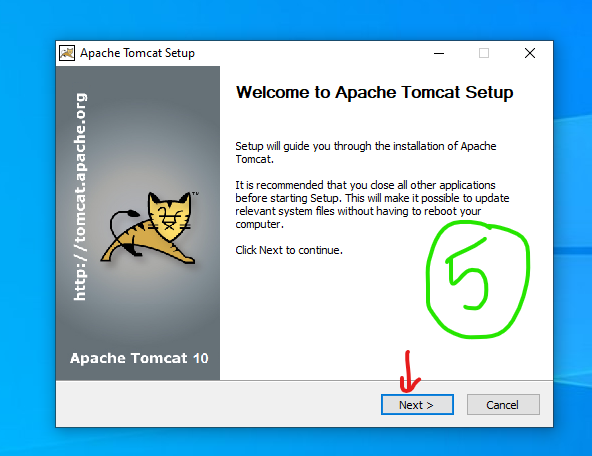 Apache Tomcat Setup
http://tomcat.apache.org
TM
Apache Tomcat 10
Welcome to Apache Tomcat Setup
Setup will guide you through the installation of Apache
Tomcat.
It is recommended that you close all other applications
before starting Setup. This will make it possible to update
relevant system files without having to reboot your
computer.
Click Next to continue.
5
Next >
Cancel